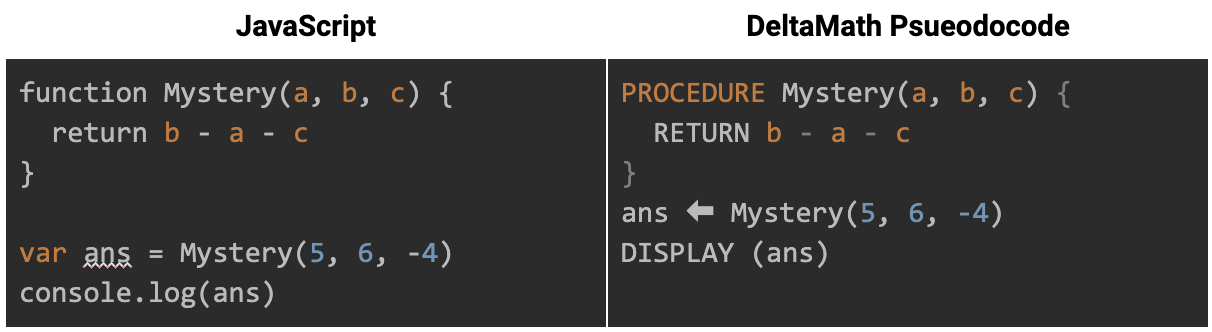 JavaScript
function Mystery(a, b, c) {
  return b - a - c
}
var ans = Mystery(5, 6, -4)
console.log(ans)
DeltaMath Psueodocode
PROCEDURE Mystery(a, b, c) {
  RETURN b - a - c
}
ans ⬅ Mystery(5, 6, -4)
DISPLAY (ans)